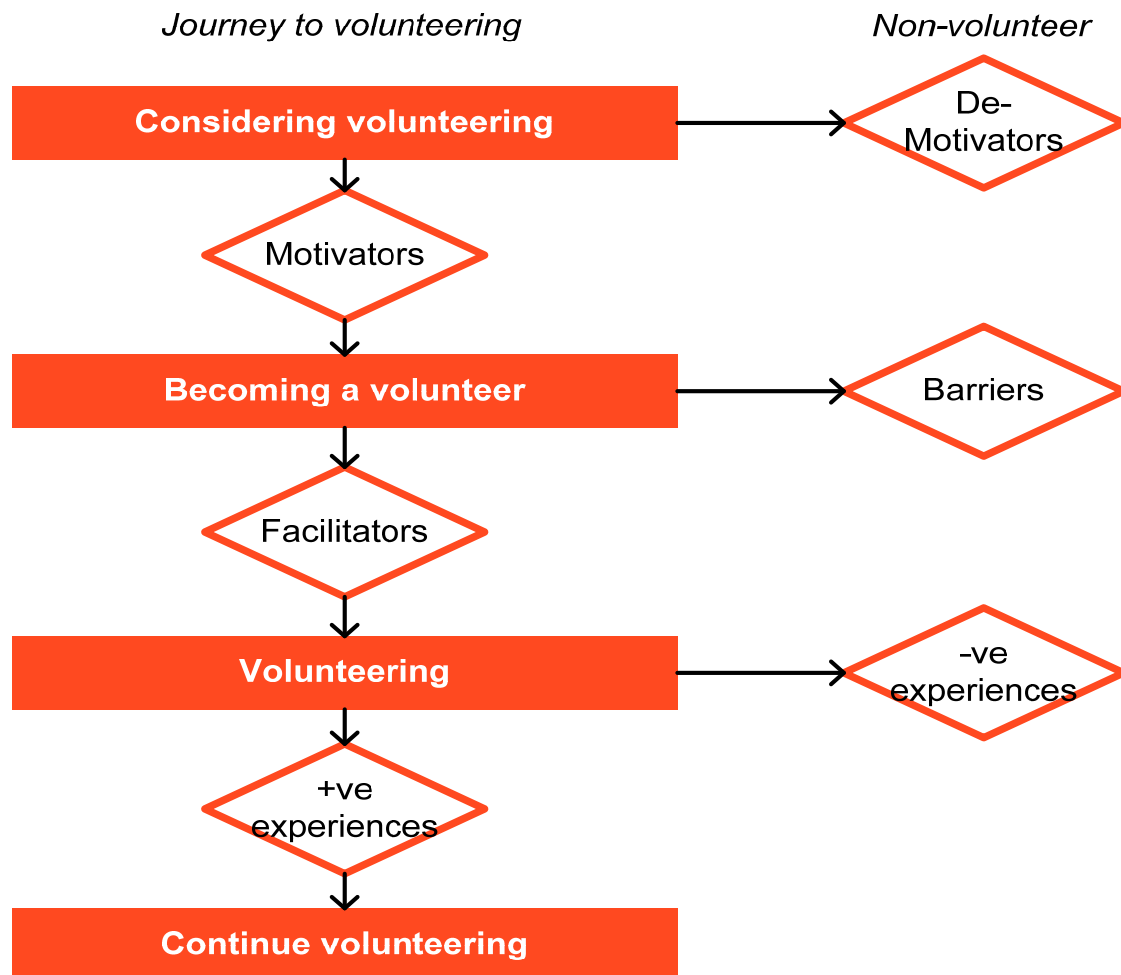 Journey to volunteering
Non-volunteer
Considering volunteering
De-
Motivators
Motivators
Becoming a volunteer
Barriers
Facilitators
Volunteering
-ve
experiences
+ve
experiences
Continue volunteering